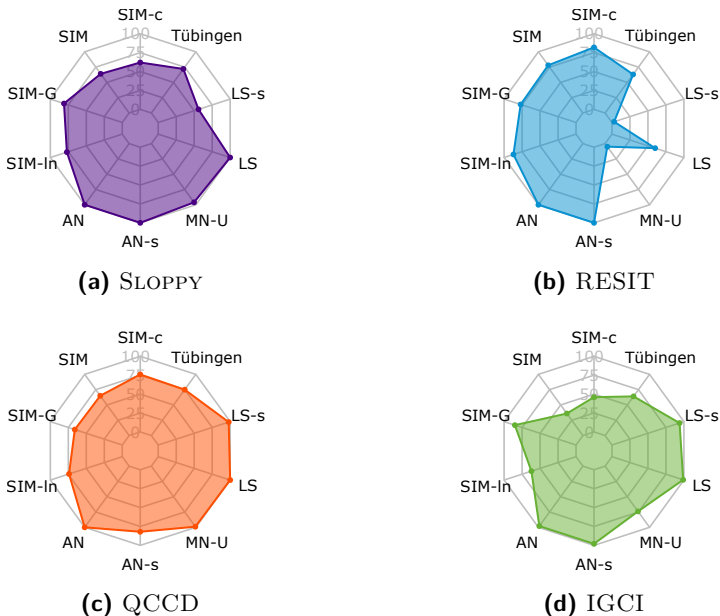 SIM-c
100
75
50
25
0
SIM
Tübingen
SIM-G
LS-s
SIM-ln
LS
AN
MN-U
AN-s
(a) SLOPPY
SIM-c
100
75
50
25
0
SIM
Tübingen
SIM-G
LS-s
SIM-ln
LS
AN
MN-U
AN-s
(b) RESIT
SIM-c
100
75
50
25
0
SIM
Tübingen
SIM-G
LS-s
SIM-ln
LS
AN
MN-U
AN-s
(c) QCCD
SIM-c
100
75
50
25
0
SIM
Tübingen
SIM-G
LS-s
SIM-ln
LS
AN
MN-U
AN-s
(d) IGCI